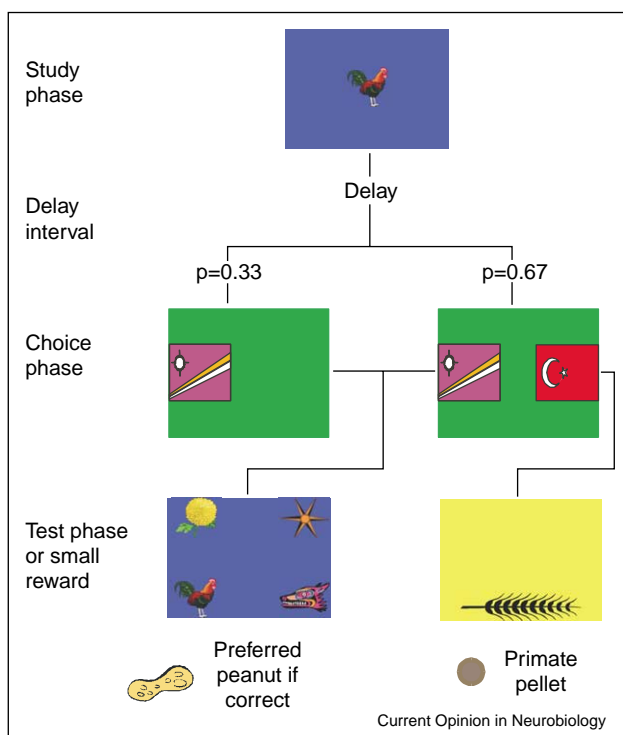 Study
phase
Delay
Delay
interval
p=0.33
p=0.67
Choice
phase
Test phase
or small
reward
Preferred
peanut if
correct
Primate
pellet
Current Opinion in Neurobiology